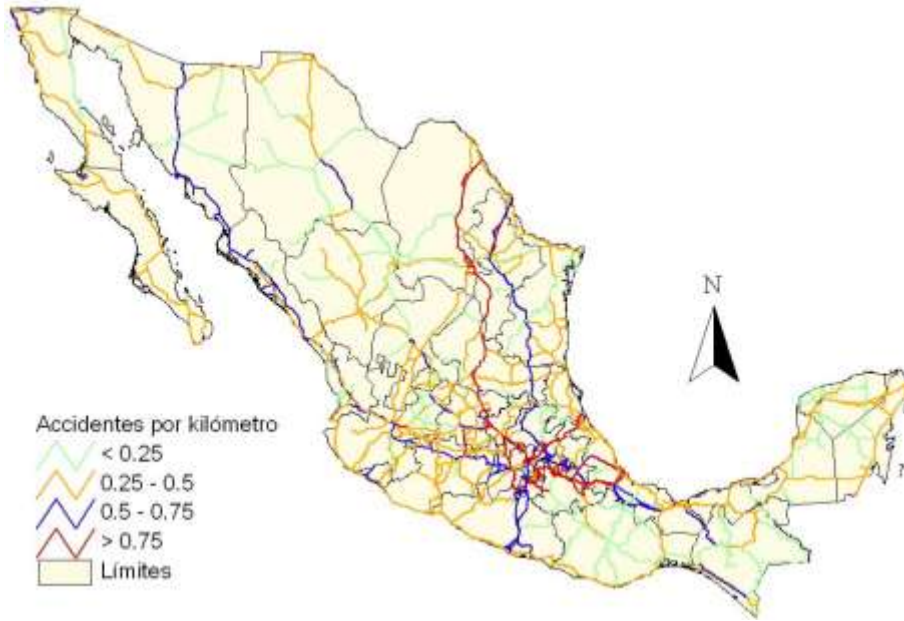 N
Accidentes por kilómetro
< 0.25
0.25 - 0.5
0.5 - 0.75
> 0.75
Límites